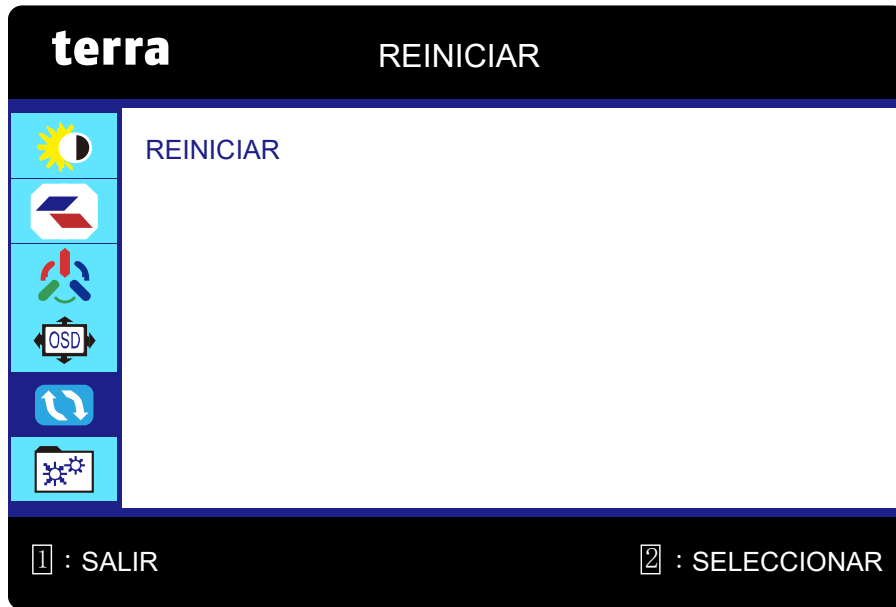 terra
REINICIAR
REINICIAR
OSD
1 : SALIR
2 : SELECCIONAR